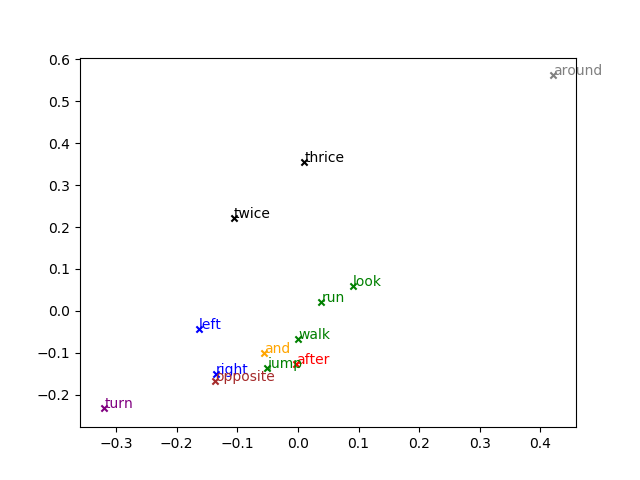 0.6
around
0.5
0.4
thrice
0.3
twice
0.2
0.1
look
run
0.0
left
walk
and
−0.1
after
jump
right
opposite
−0.2
turn
−0.3 −0.2 −0.1 0.0 0.1 0.2 0.3 0.4